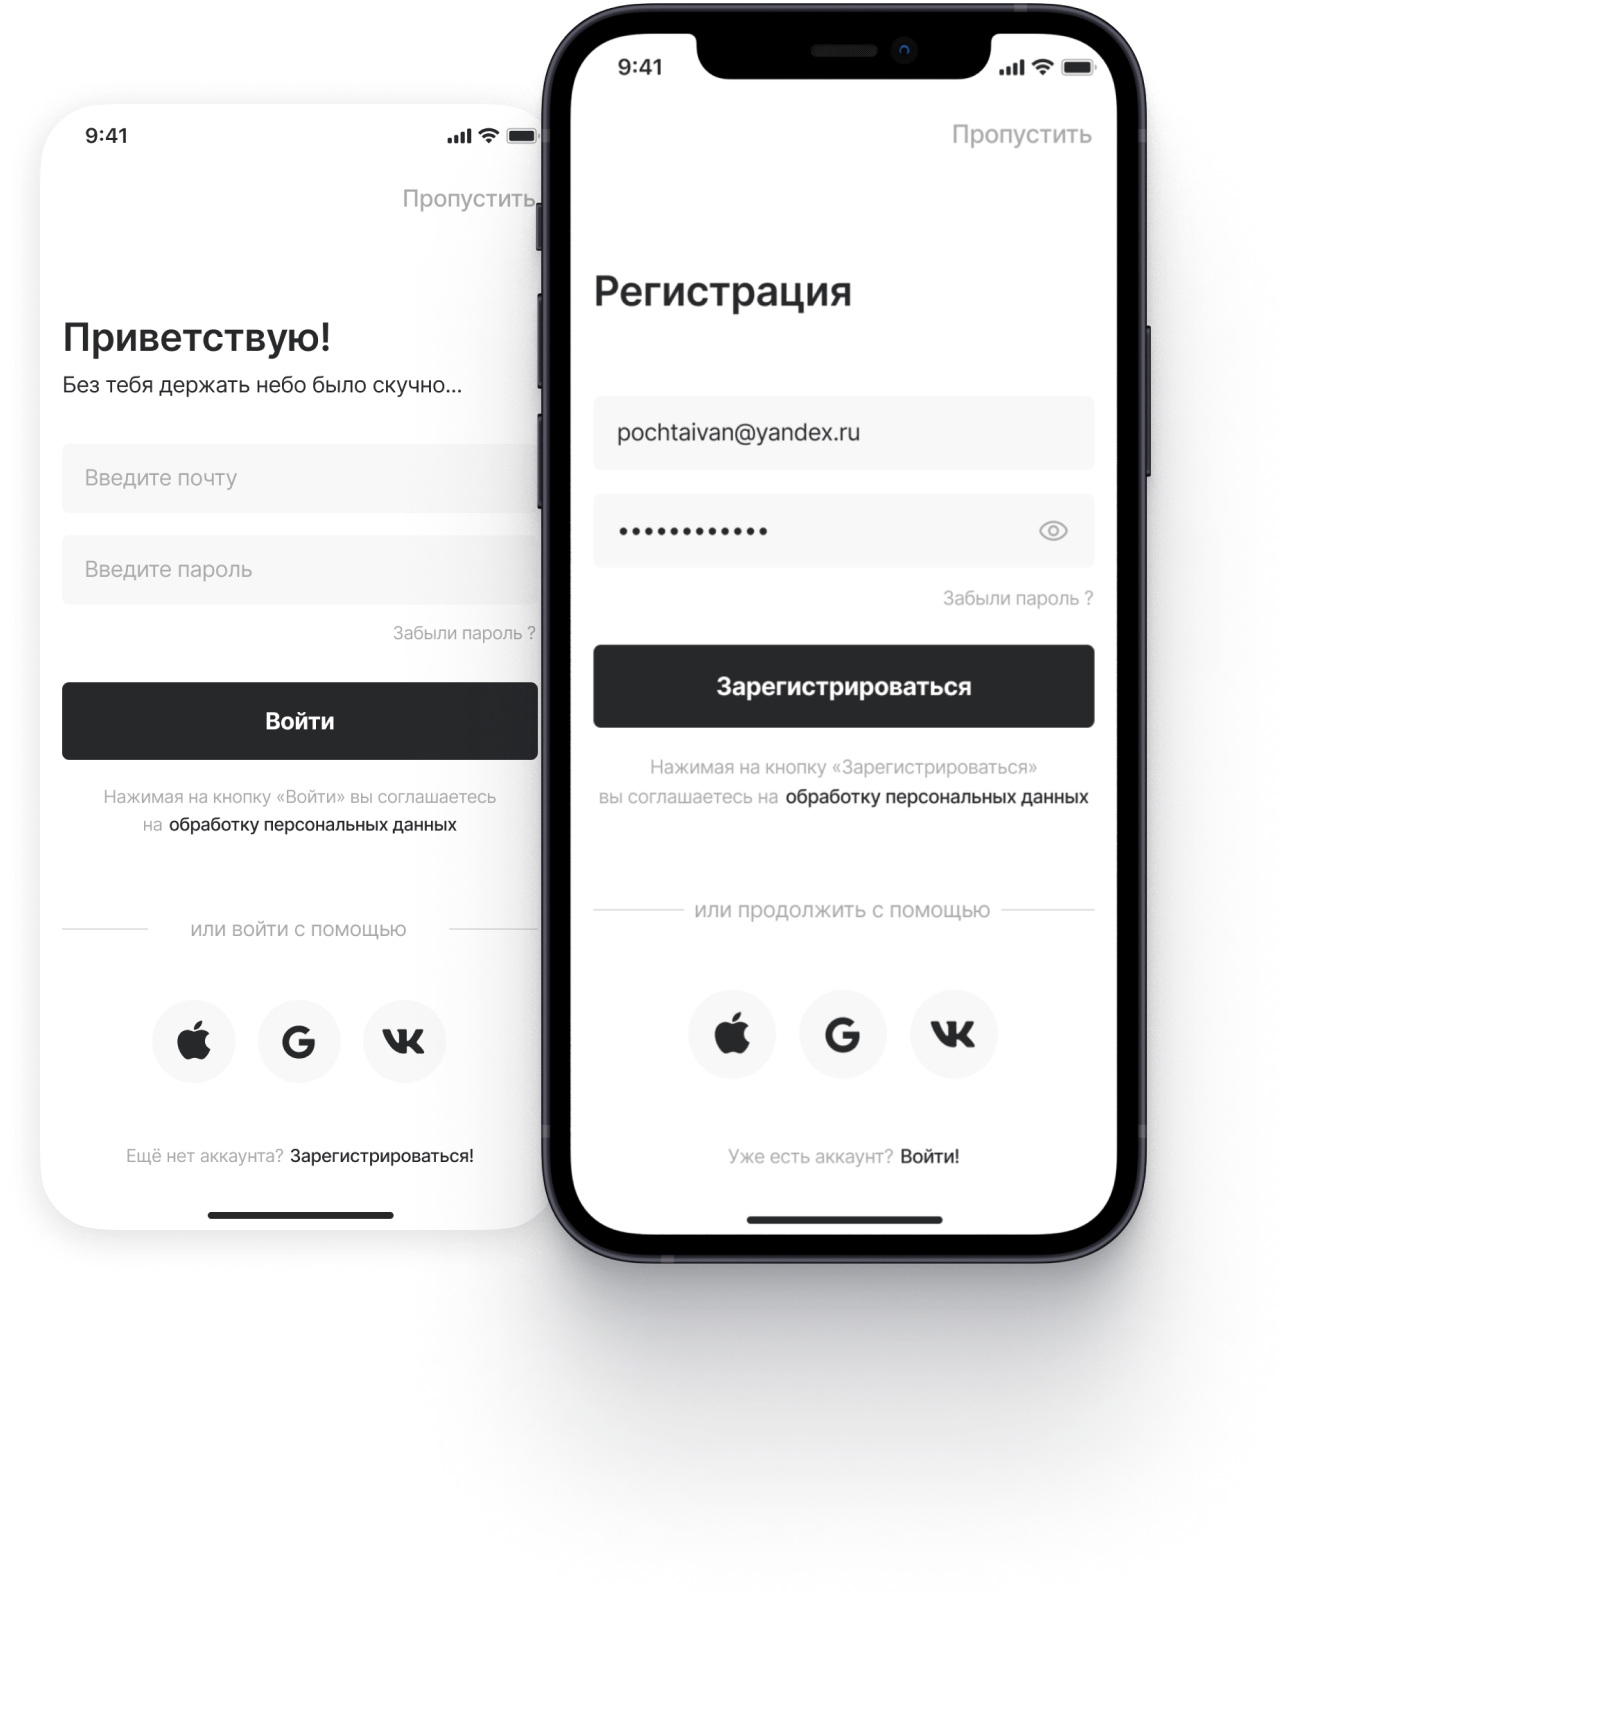 9:41
Пропустить
Приветствую!
Без тебя держать небо было скучно...
Введите почту
Введите пароль
Забыли пароль ?
Войти
Нажимая на кнопку «Войти» вы соглашаетесь
на обработку персональных данных
или войти с помощью
Ещё нет аккаунта? Зарегистрироваться!
9:41
Пропустить
Регистрация
pochtaivan@yandex.ru
••••••••••••
Забыли пароль ?
Зарегистрироваться
Нажимая на кнопку «Зарегистрироваться»
вы соглашаетесь на обработку персональных данных
или продолжить с помощью
Уже есть аккаунт? Войти!